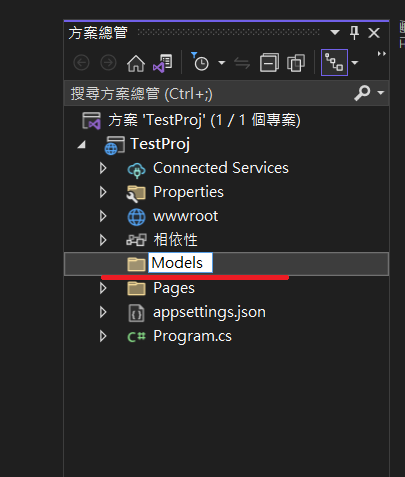 方案總管
搜尋方案總管 (Ctrl+;)
方案 'TestProj' (1 / 1 個專案)
TestProj
Connected Services
Properties
wwwroot
相依性
Models
Pages
appsettings.json
Program.cs